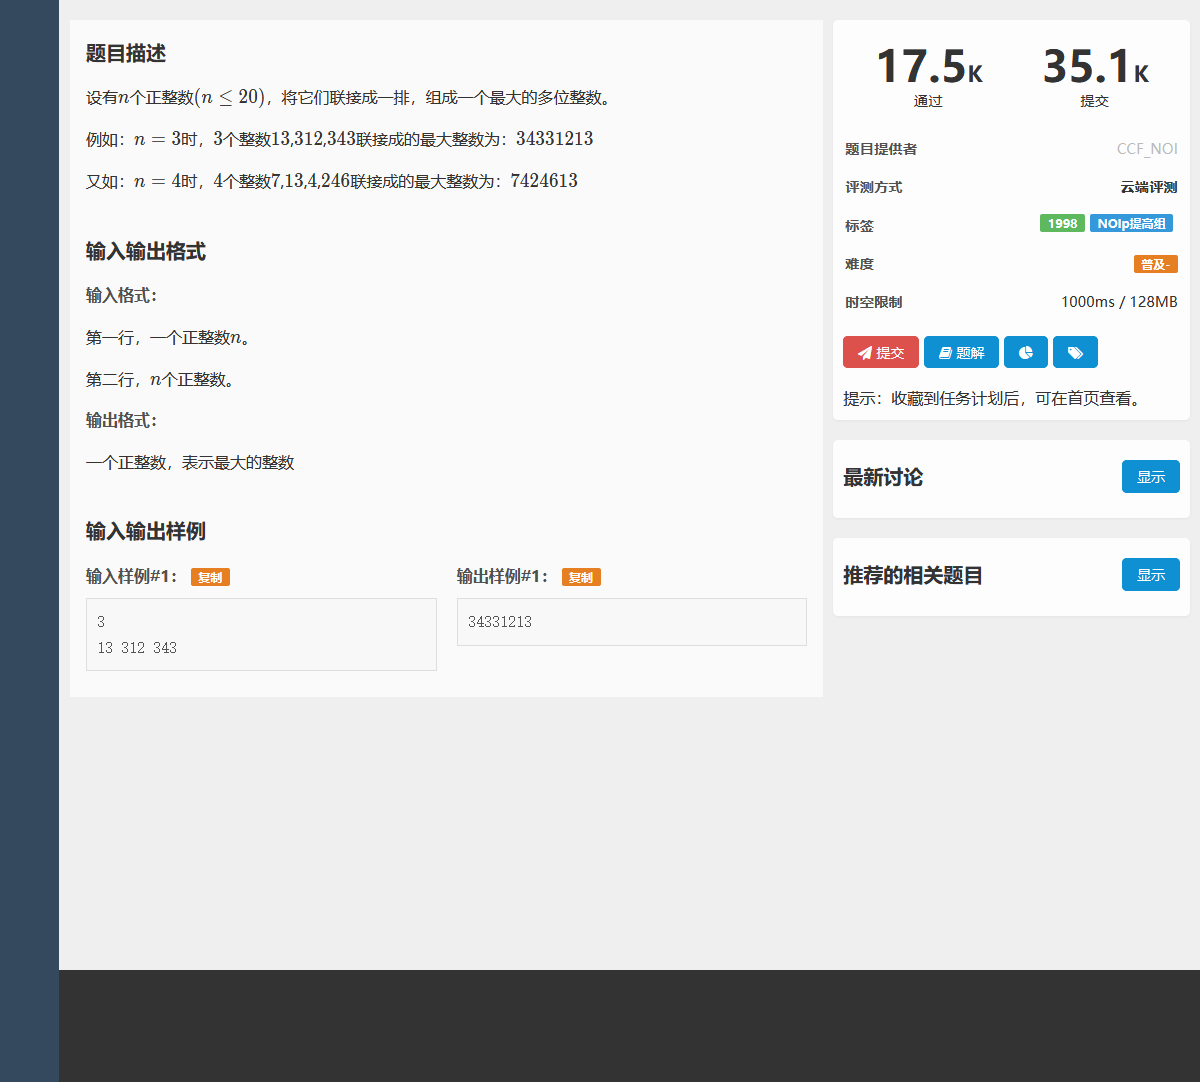 题目描述
设有n个正整数(n ≤ 20)，将它们联接成一排，组成一个最大的多位整数。
例如：n = 3时，3个整数13,312,343联接成的最大整数为：34331213
又如：n = 4时，4个整数7,13,4,246联接成的最大整数为：7424613
输入输出格式
输入格式：
第一行，一个正整数n。
第二行，n个正整数。
输出格式：
一个正整数，表示最大的整数
输入输出样例
输入样例#1： 复制
3
13 312 343
输出样例#1： 复制
34331213
17.5K
通过
35.1K
提交
题目提供者 CCF_NOI
评测方式 云端评测
标签 1998 NOIp提高组
难度 普及-
时空限制 1000ms / 128MB
提交 题解
提示：收藏到任务计划后，可在首页查看。
最新讨论 显示
推荐的相关题目 显示